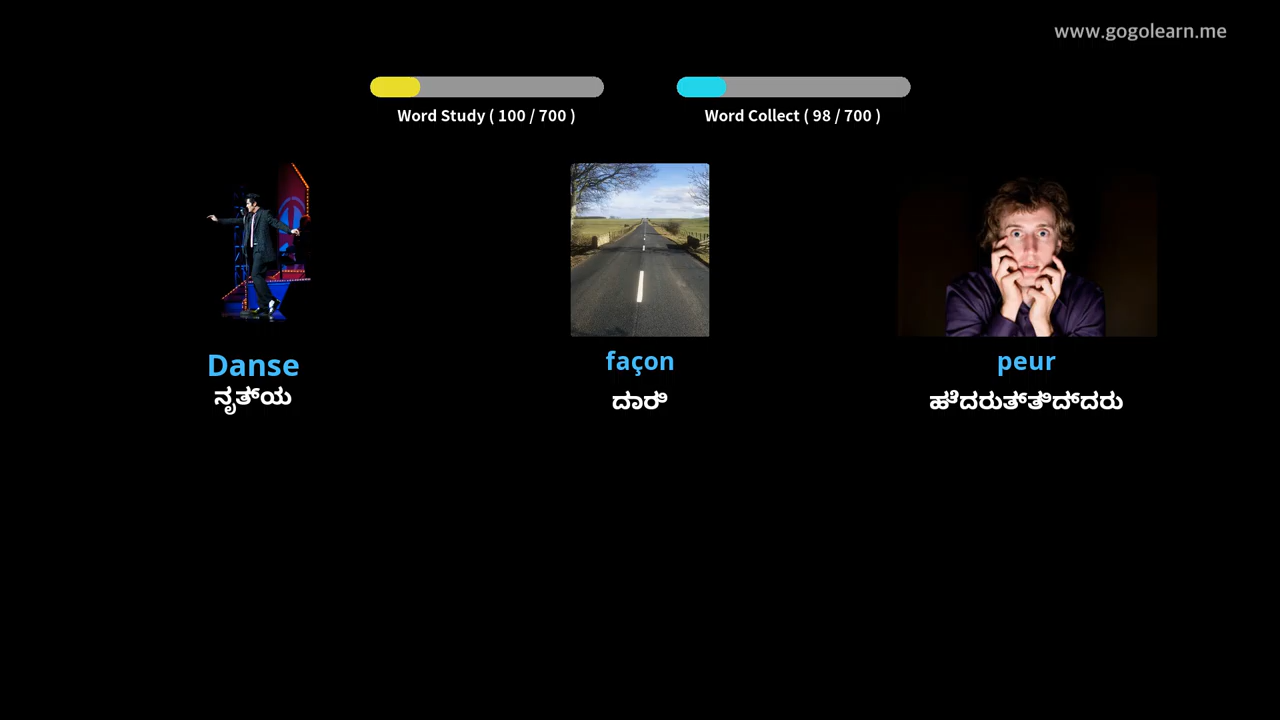 www.gogolearn.me
Word Study ( 100 / 700 )
Word Collect ( 98 / 700 )
Danse
façon
peur
ನೃತ್ಯ
ದಾರಿ
ಹೆದರುತ್ತಿದ್ದರು